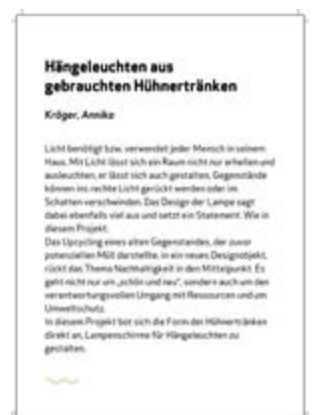 Hängeleuchten aus
gebrauchten Hühnertränken
Kröger, Annika
Licht benötigt bzw. verwendet jeder Mensch in seinem
Haus. Mit Licht lässt sich ein Raum nicht nur erhellen und
ausleuchten, er lässt sich auch gestalten. Gegenstände
können ins rechte Licht gerückt werden oder im
Schatten verschwinden. Das Design der Lampe sagt
dabei ebenfalls viel aus und setzt ein Statement. Wie in
diesem Projekt.
Das Upcycling eines alten Gegenstandes, der zuvor
potenziellen Müll darstellte, in ein neues Designobjekt,
rückt das Thema Nachhaltigkeit in den Mittelpunkt. Es
geht nicht nur um „schön und neu“, sondern auch um den
verantwortungsvollen Umgang mit Ressourcen und um
Umweltschutz.
In diesem Projekt bot sich die Form der Hühnertränken
direkt an, Lampenschirme für Hängeleuchten zu
gestalten.